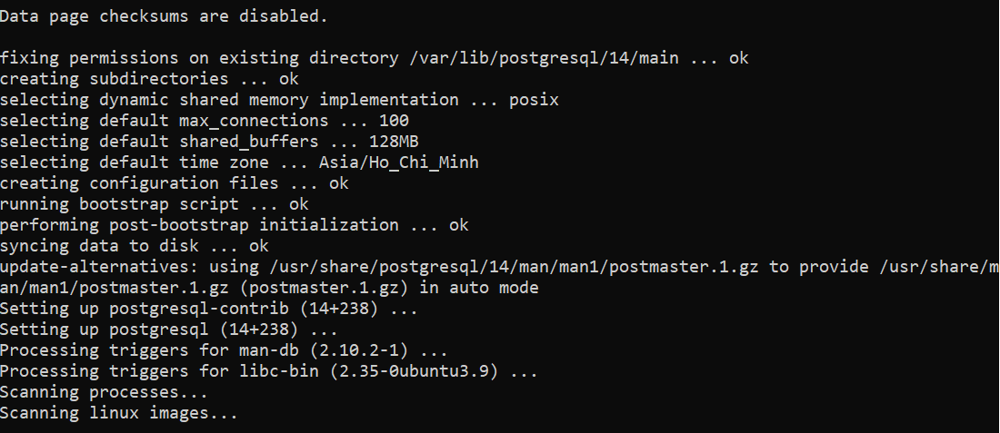 Data page checksums are disabled.
fixing permissions on existing directory /var/lib/postgresql/14/main ... ok
creating subdirectories ... ok
selecting dynamic shared memory implementation ... posix
selecting default max_connections ... 100
selecting default shared_buffers ... 128MB
selecting default time zone ... Asia/Ho_Chi_Minh
creating configuration files ... ok
running bootstrap script ... ok
performing post-bootstrap initialization ... ok
syncing data to disk ... ok
update-alternatives: using /usr/share/postgresql/14/man/man1/postmaster.1.gz to provide /usr/share/m
an/man1/postmaster.1.gz (postmaster.1.gz) in auto mode
Setting up postgresql-contrib (14+238) ...
Setting up postgresql (14+238) ...
Processing triggers for man-db (2.10.2-1) ...
Processing triggers for libc-bin (2.35-0ubuntu3.9) ...
Scanning processes...
Scanning linux images...